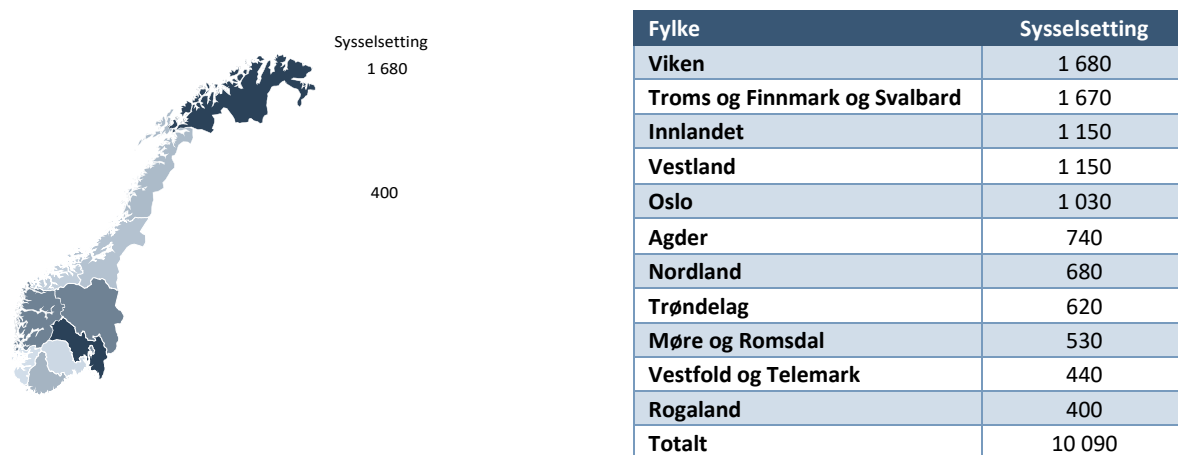 Sysselsetting
1 680
400
Fylke Sysselsetting
Viken 1 680
Troms og Finnmark og Svalbard 1 670
Innlandet 1 150
Vestland 1 150
Oslo 1 030
Agder 740
Nordland 680
Trøndelag 620
Møre og Romsdal 530
Vestfold og Telemark 440
Rogaland 400
Totalt 10 090